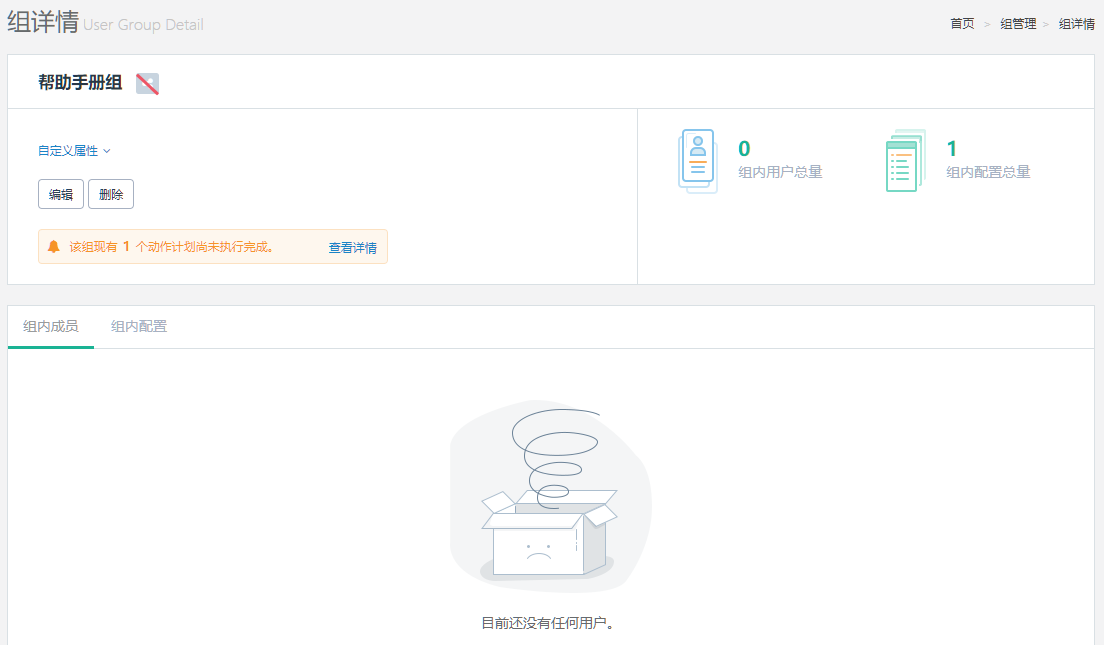 组详情 User Group Detail
首页 > 组管理 > 组详情
帮助手册组
自定义属性
编辑 删除
该组现有 1 个动作计划尚未执行完成。 查看详情
0
组内用户总量
1
组内配置总量
组内成员 组内配置
目前还没有任何用户。